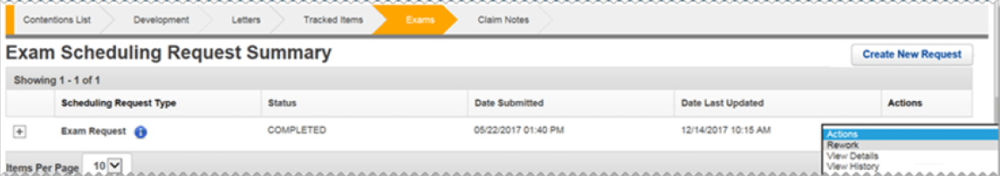 Contentions List Development Letters Tracked Items Exams Claim Notes
Exam Scheduling Request Summary Create New Request
Showing 1 - 1 of 1
Scheduling Request Type Status Date Submitted Date Last Updated Actions
Exam Request COMPLETED 05/22/2017 01:40 PM 12/14/2017 10:15 AM
Actions
Rework
View Details
View History
Items Per Page 10